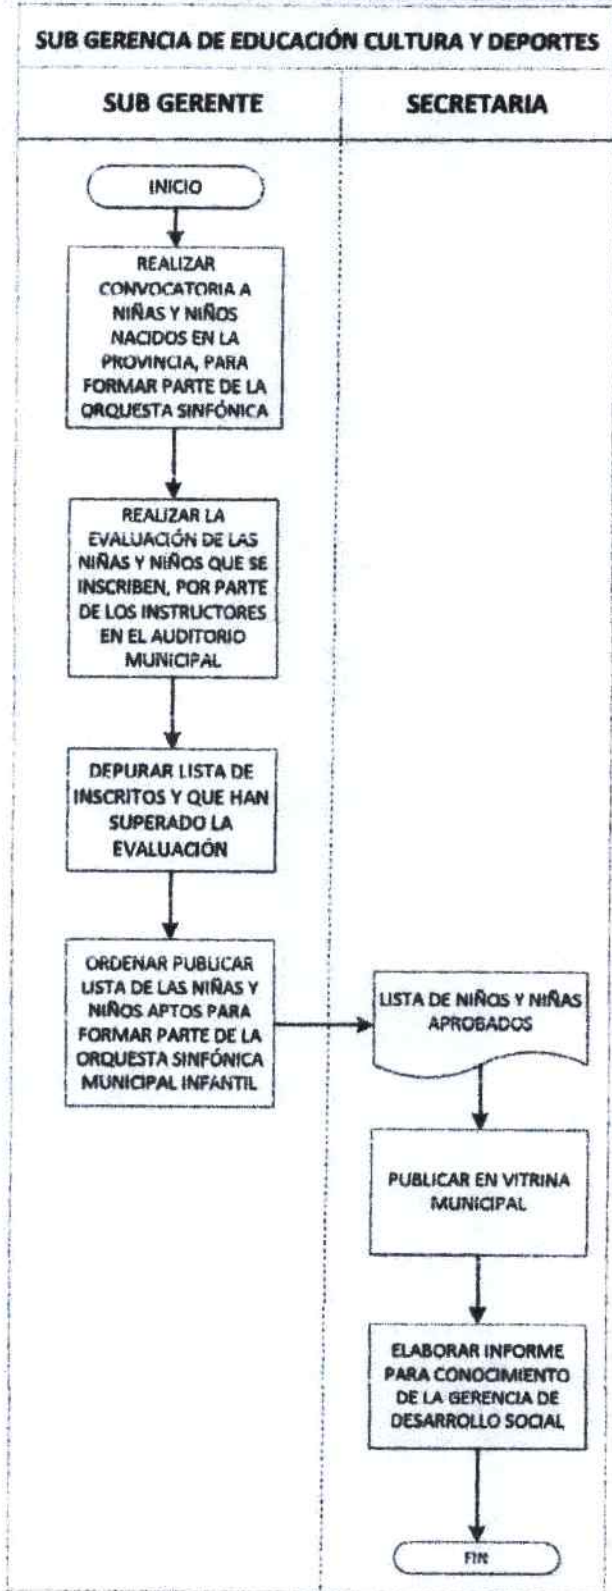 SUB GERENCIA DE EDUCACIÓN CULTURA Y DEPORTES
SUB GERENTE
SECRETARIA
INICIO
REALIZAR
CONVOCATORIA A
NIÑAS Y NIÑOS
NACIDOS EN LA
PROVINCIA, PARA
FORMAR PARTE DE LA
ORQUESTA SINFÓNICA
REALIZAR LA
EVALUACIÓN DE LAS
NIÑAS Y NIÑOS QUE SE
INSCRIBEN, POR PARTE
DE LOS INSTRUCTORES
EN EL AUDITORIO
MUNICIPAL
DEPURAR LISTA DE
INSCRITOS Y QUE HAN
SUPERADO LA
EVALUACIÓN
ORDENAR PUBLICAR
LISTA DE LAS NIÑAS Y
NIÑOS APTOS PARA
FORMAR PARTE DE LA
ORQUESTA SINFÓNICA
MUNICIPAL INFANTIL
LISTA DE NIÑOS Y NIÑAS
APROBADOS
PUBLICAR EN VITRINA
MUNICIPAL
ELABORAR INFORME
PARA CONOCIMIENTO
DE LA GERENCIA DE
DESARROLLO SOCIAL
FIN